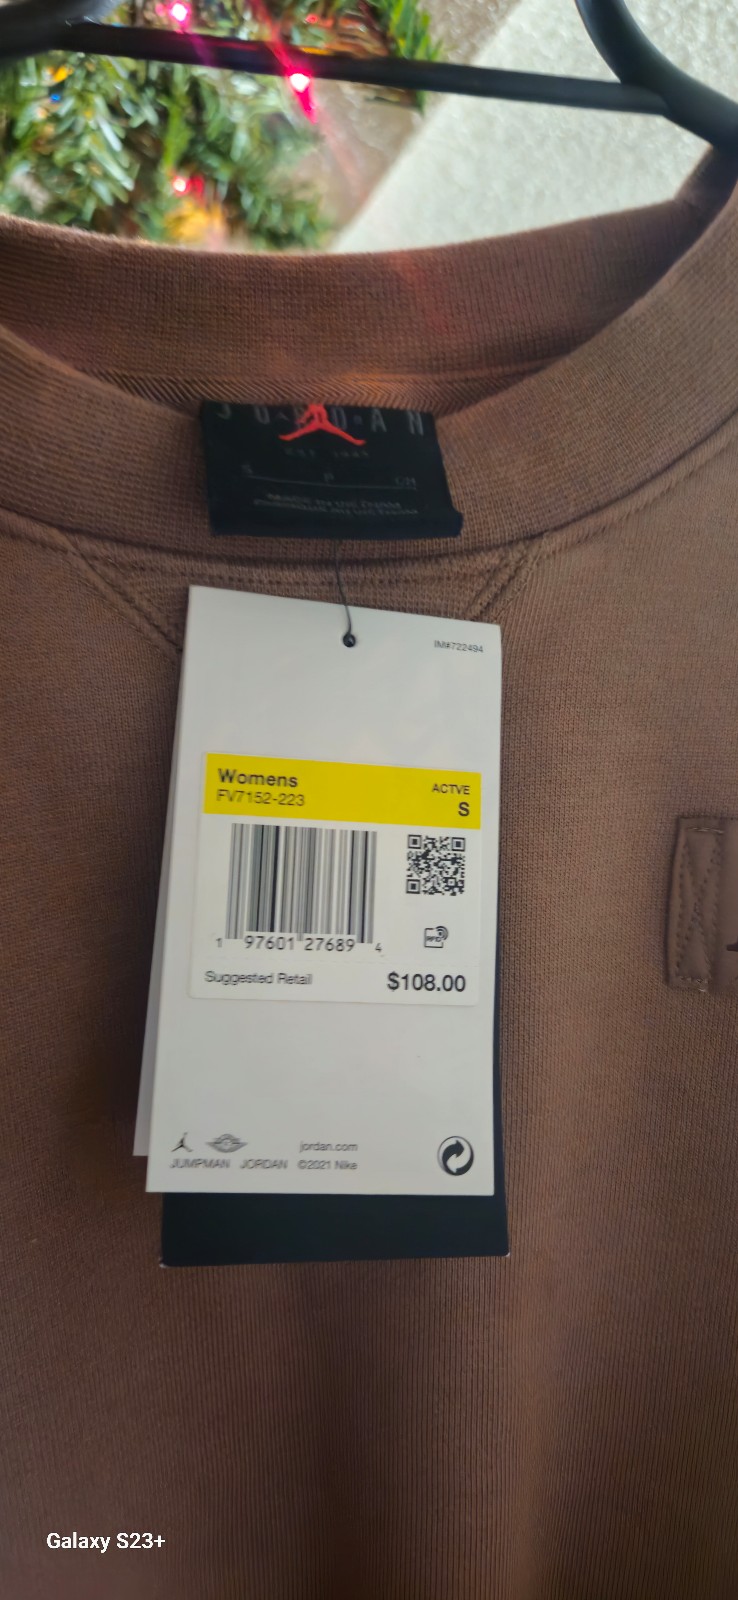 JORDAN
IM#722494
Womens
FV7152-223
ACTVE
S
1 97601 27689 4
RFID
Suggested Retail
$108.00
jordan.com
JUMPMAN JORDAN ©2021 Nike
Galaxy S23+